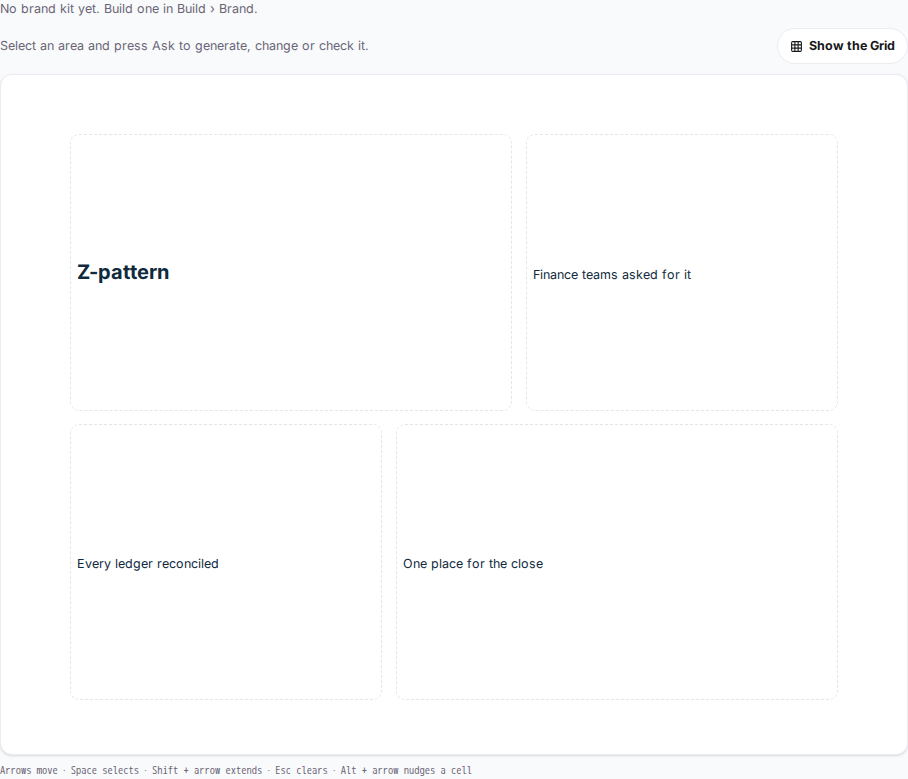 No brand kit yet. Build one in Build › Brand.
Select an area and press Ask to generate, change or check it.
Show the Grid
Z-pattern
Finance teams asked for it
Every ledger reconciled
One place for the close
Arrows move · Space selects · Shift + arrow extends · Esc clears · Alt + arrow nudges a cell